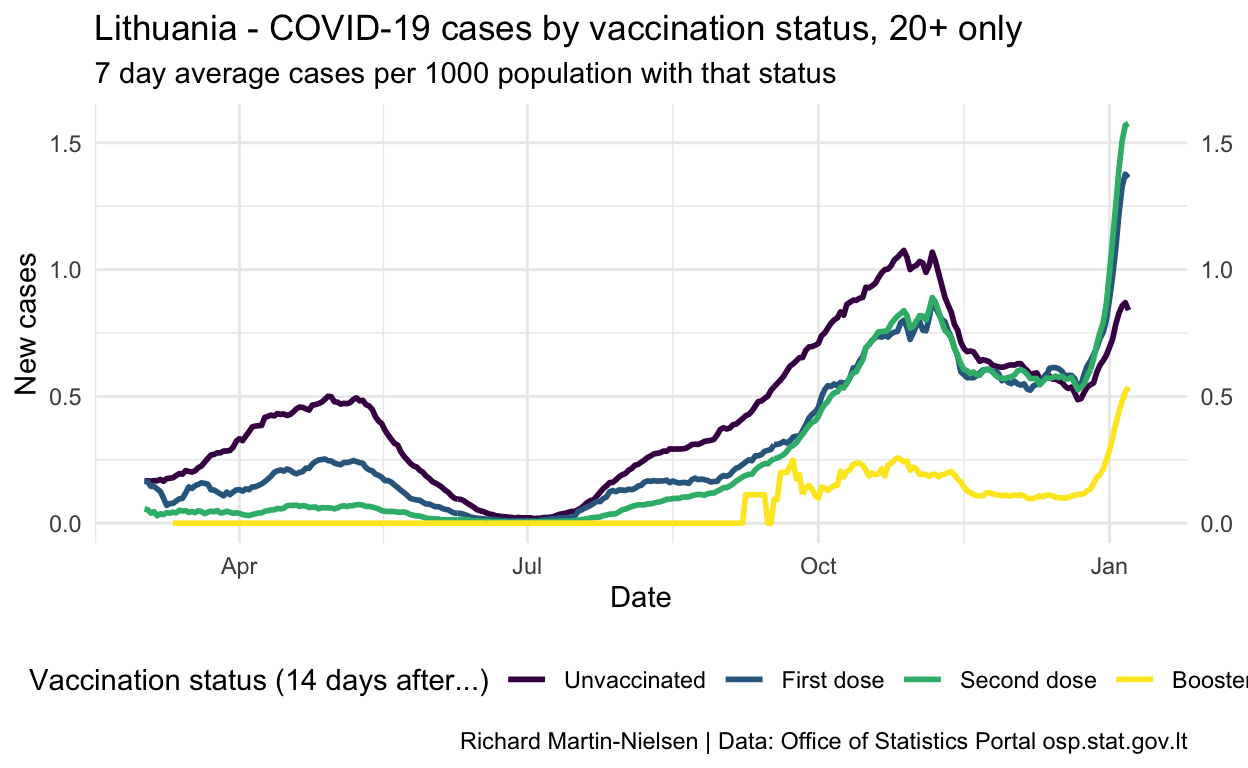 Lithuania - COVID-19 cases by vaccination status, 20+ only
7 day average cases per 1000 population with that status
1.5 1.5
1.0 1.0
New cases
0.5 0.5
0.0 0.0
Apr Jul Oct Jan
Date
Vaccination status (14 days after...) Unvaccinated First dose Second dose Booster
Richard Martin-Nielsen | Data: Office of Statistics Portal osp.stat.gov.lt